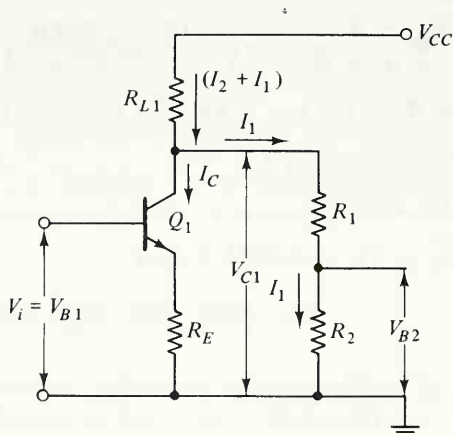 V_CC
(I_2 + I_1)
R_L1
I_1
I_C
Q_1
R_1
V_i = V_B1
V_C1
I_1
R_E
R_2
V_B2